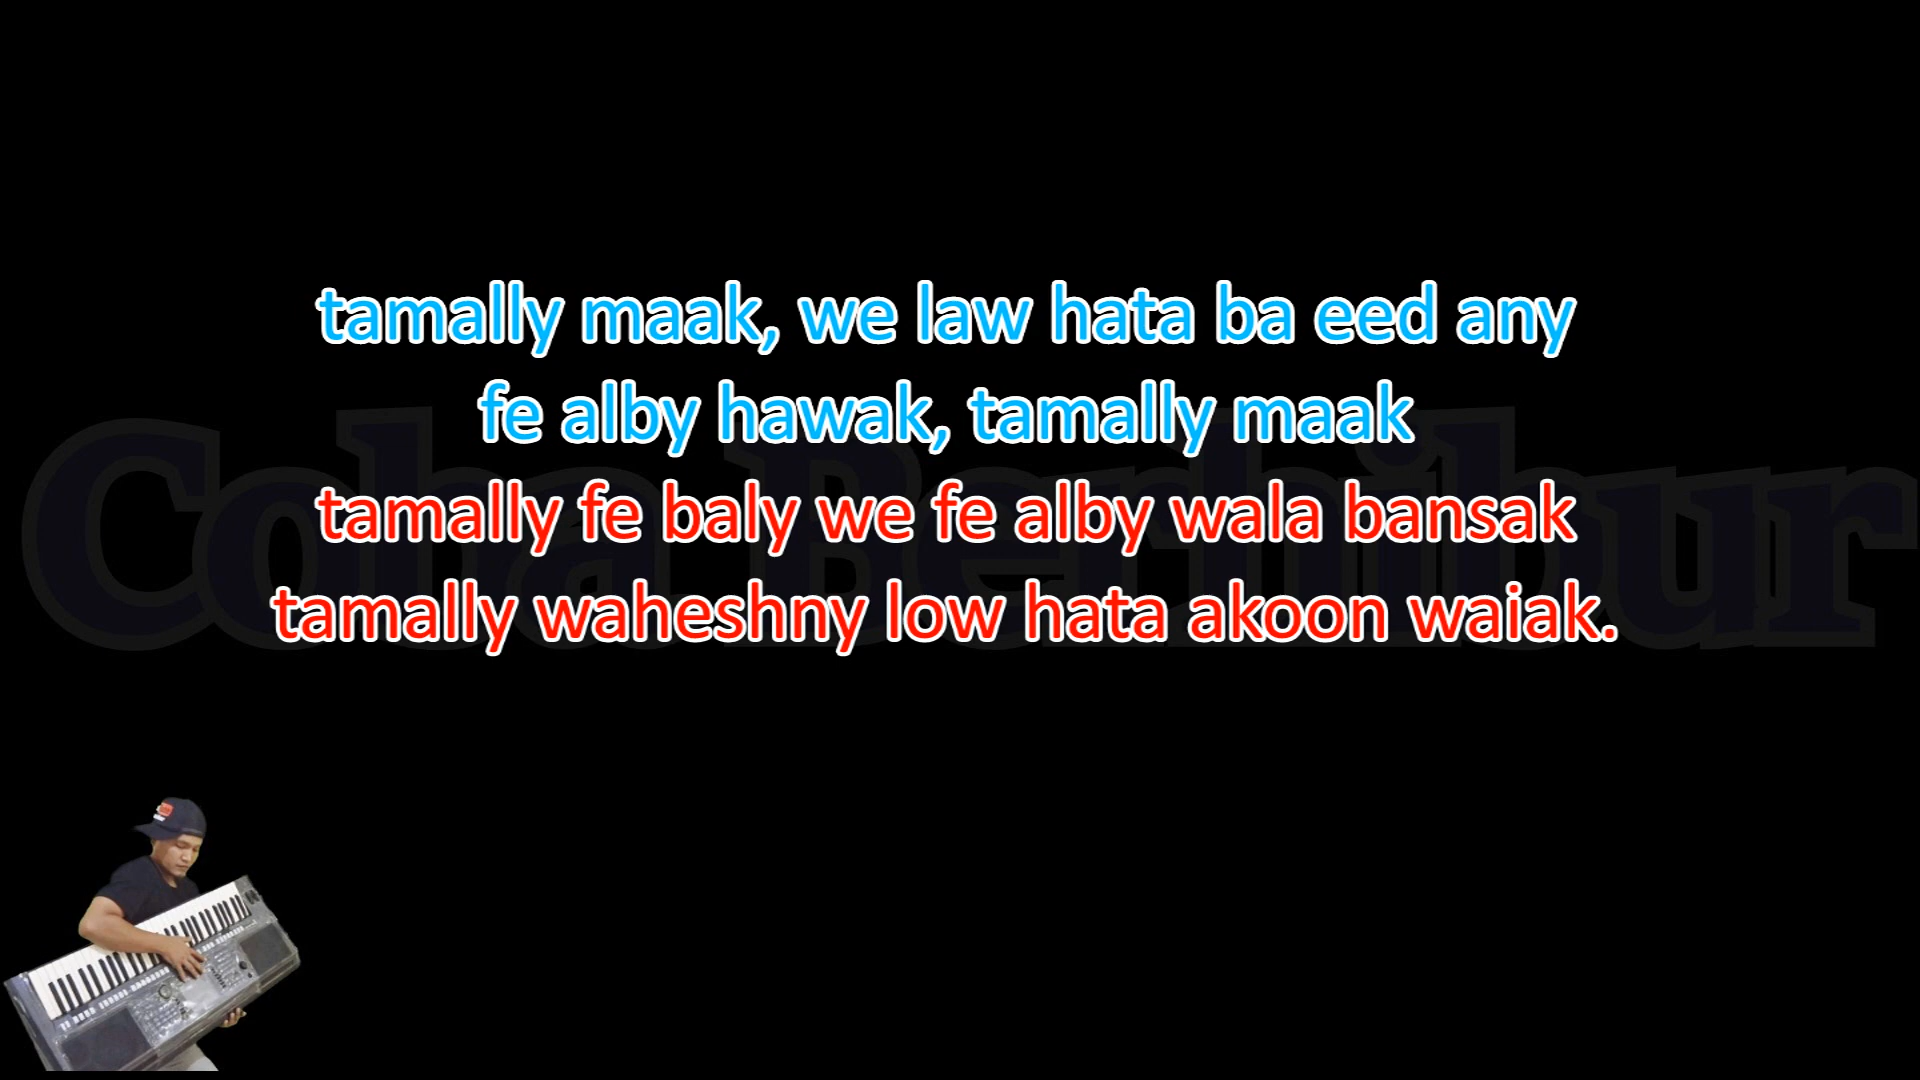 tamally maak, we law hata ba eed any
fe alby hawak, tamally maak
tamally fe baly we fe alby wala bansak
tamally waheshny low hata akoon waiak.
Coba Berhibur